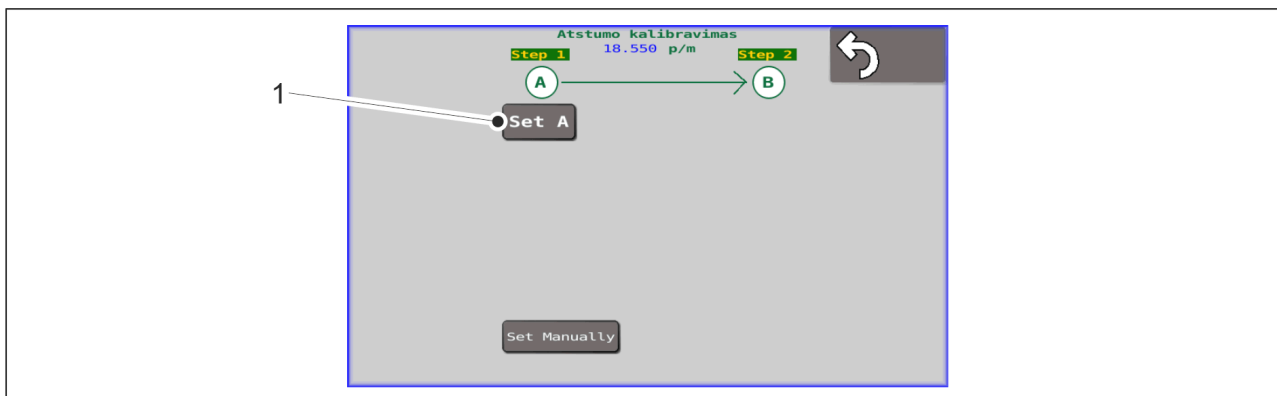 Atstumo kalibravimas
18.550 p/m
Step 1
Step 2
A
B
1
Set A
Set Manually